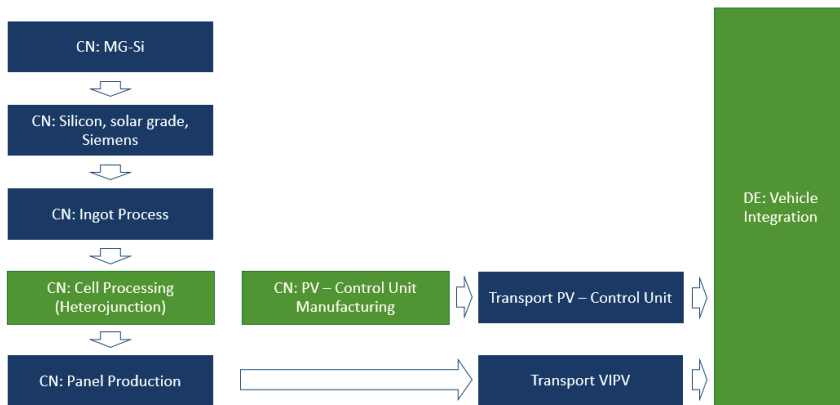 CN: MG-Si
CN: Silicon, solar grade,
Siemens
CN: Ingot Process
CN: Cell Processing
(Heterojunction)
CN: Panel Production
CN: PV – Control Unit
Manufacturing
Transport PV – Control Unit
Transport VIPV
DE: Vehicle
Integration